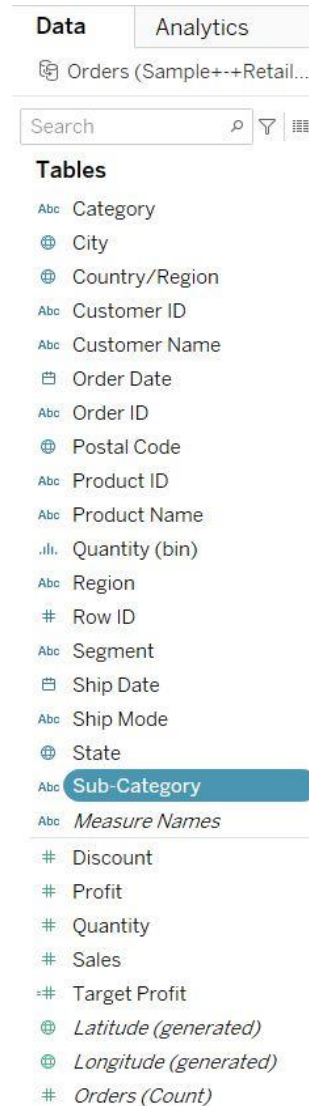 Data Analytics
Orders (Sample+-+Retail...
Search
Tables
Abc Category
City
Country/Region
Abc Customer ID
Abc Customer Name
Order Date
Abc Order ID
Postal Code
Abc Product ID
Abc Product Name
Quantity (bin)
Abc Region
# Row ID
Abc Segment
Ship Date
Abc Ship Mode
State
Abc Sub-Category
Abc Measure Names
# Discount
# Profit
# Quantity
# Sales
=# Target Profit
Latitude (generated)
Longitude (generated)
# Orders (Count)